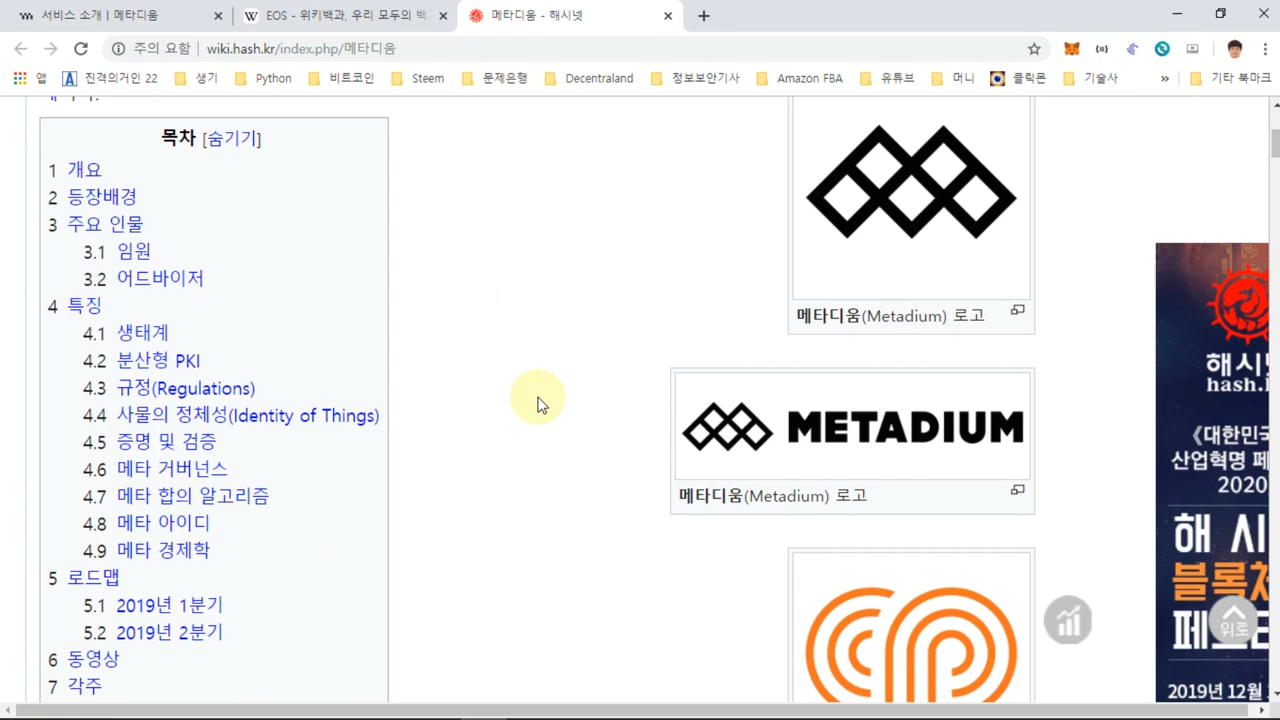 서비스 소개 | 메타디움
EOS - 위키백과, 우리 모두의 백
메타디움 - 해시넷
주의 요함
wiki.hash.kr/index.php/메타디움
앱
진격의거인 22
생기
Python
비트코인
Steem
문제은행
Decentraland
정보보안기사
Amazon FBA
유튜브
머니
클릭몬
기술사
»
기타 북마크
목차 [숨기기]
1 개요
2 등장배경
3 주요 인물
3.1 임원
3.2 어드바이저
4 특징
4.1 생태계
4.2 분산형 PKI
4.3 규정(Regulations)
4.4 사물의 정체성(Identity of Things)
4.5 증명 및 검증
4.6 메타 거버넌스
4.7 메타 합의 알고리즘
4.8 메타 아이디
4.9 메타 경제학
5 로드맵
5.1 2019년 1분기
5.2 2019년 2분기
6 동영상
7 각주
메타디움(Metadium) 로고
METADIUM
메타디움(Metadium) 로고
해시
hash.
《대한민국
산업혁명 페
2020
해 시
블록
페
위로
2019년 12월